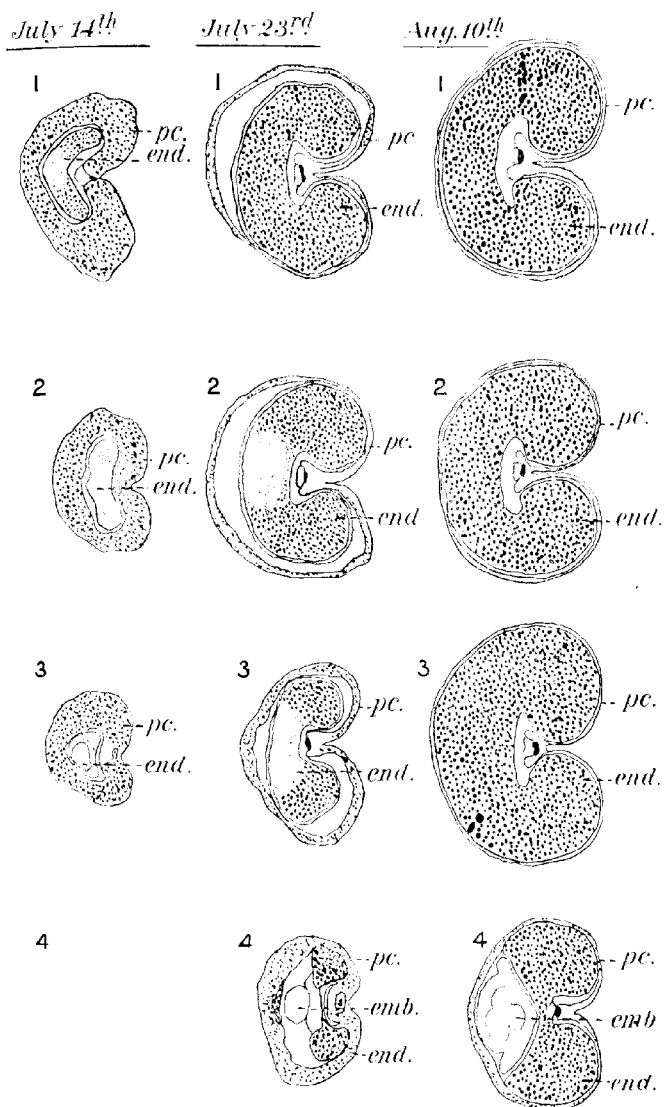 July 14th July 23rd Aug. 10th
1 1 1
pc. pc pc.
end. end. end.
2 2 2
pc. pc. pc.
end. end end.
3 3 3
pc. pc. pc.
end. end. end.
4 4 4
pc. pc.
emb. emb
end. end.